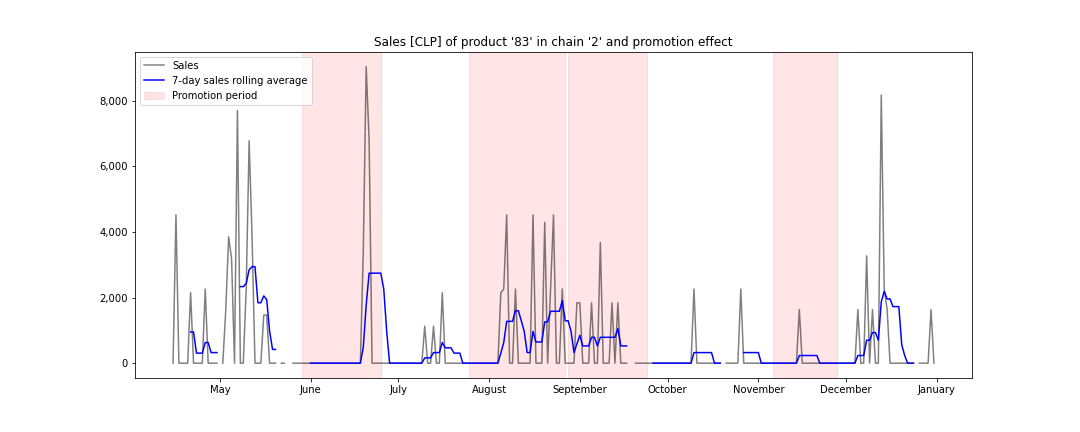 Sales [CLP] of product '83' in chain '2' and promotion effect
Sales
7-day sales rolling average
Promotion period
8,000
6,000
4,000
2,000
0
May June July August September October November December January